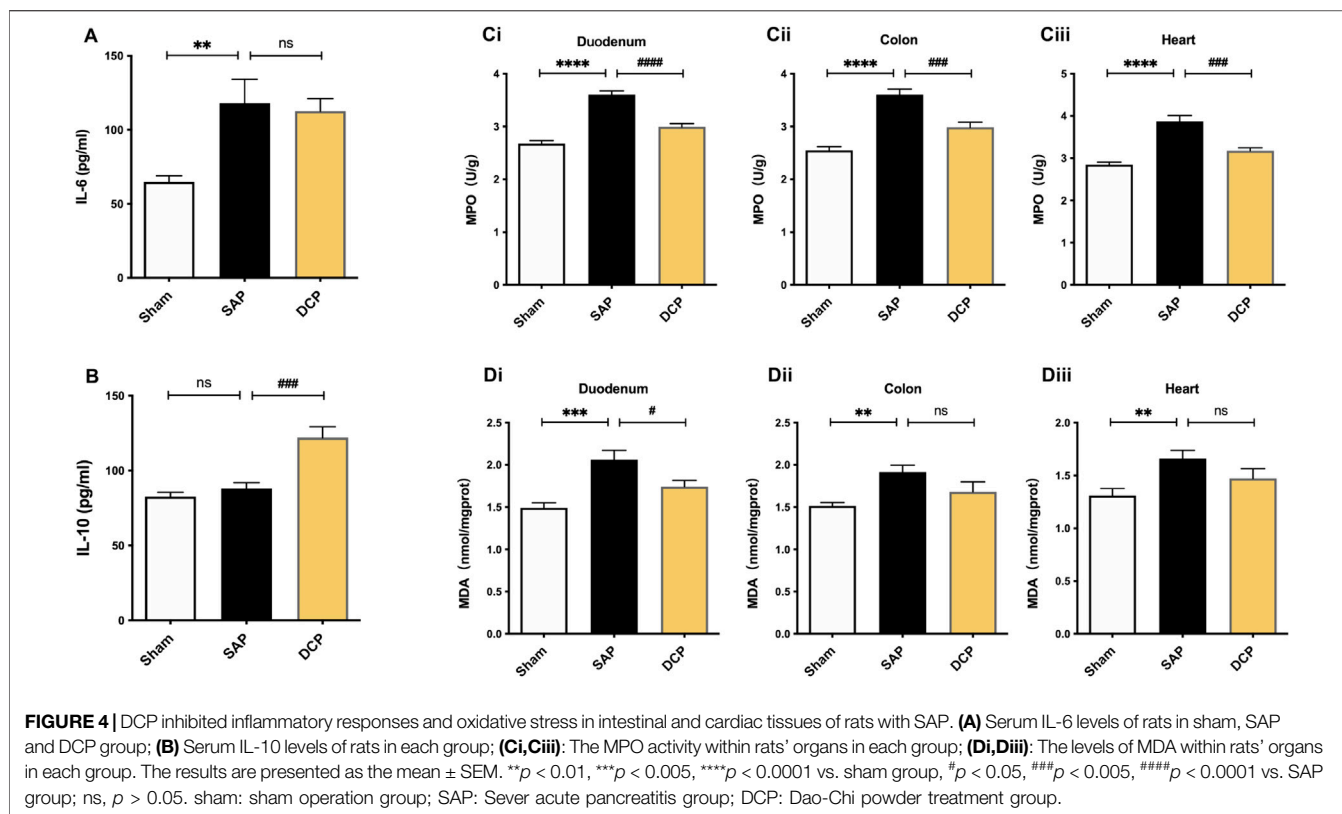 A
** ns
150
100
50
0
IL-6 (pg/ml)
Sham SAP DCP
Ci
Duodenum
**** ####
4
3
2
1
0
MPO (U/g)
Sham SAP DCP
Cii
Colon
**** ###
4
3
2
1
0
MPO (U/g)
Sham SAP DCP
Ciii
Heart
**** ###
5
4
3
2
1
0
MPO (U/g)
Sham SAP DCP
B
ns ###
150
100
50
0
IL-10 (pg/ml)
Sham SAP DCP
Di
Duodenum
*** #
2.5
2.0
1.5
1.0
0.5
0.0
MDA (nmol/mgprot)
Sham SAP DCP
Dii
Colon
** ns
2.5
2.0
1.5
1.0
0.5
0.0
MDA (nmol/mgprot)
Sham SAP DCP
Diii
Heart
** ns
2.0
1.5
1.0
0.5
0.0
MDA (nmol/mgprot)
Sham SAP DCP
FIGURE 4 | DCP inhibited inflammatory responses and oxidative stress in intestinal and cardiac tissues of rats with SAP. (A) Serum IL-6 levels of rats in sham, SAP
and DCP group; (B) Serum IL-10 levels of rats in each group; (Ci,Ciii): The MPO activity within rats' organs in each group; (Di,Diii): The levels of MDA within rats' organs
in each group. The results are presented as the mean ± SEM. **p < 0.01, ***p < 0.005, ****p < 0.0001 vs. sham group, #p < 0.05, ###p < 0.005, ####p < 0.0001 vs. SAP
group; ns, p > 0.05. sham: sham operation group; SAP: Sever acute pancreatitis group; DCP: Dao-Chi powder treatment group.